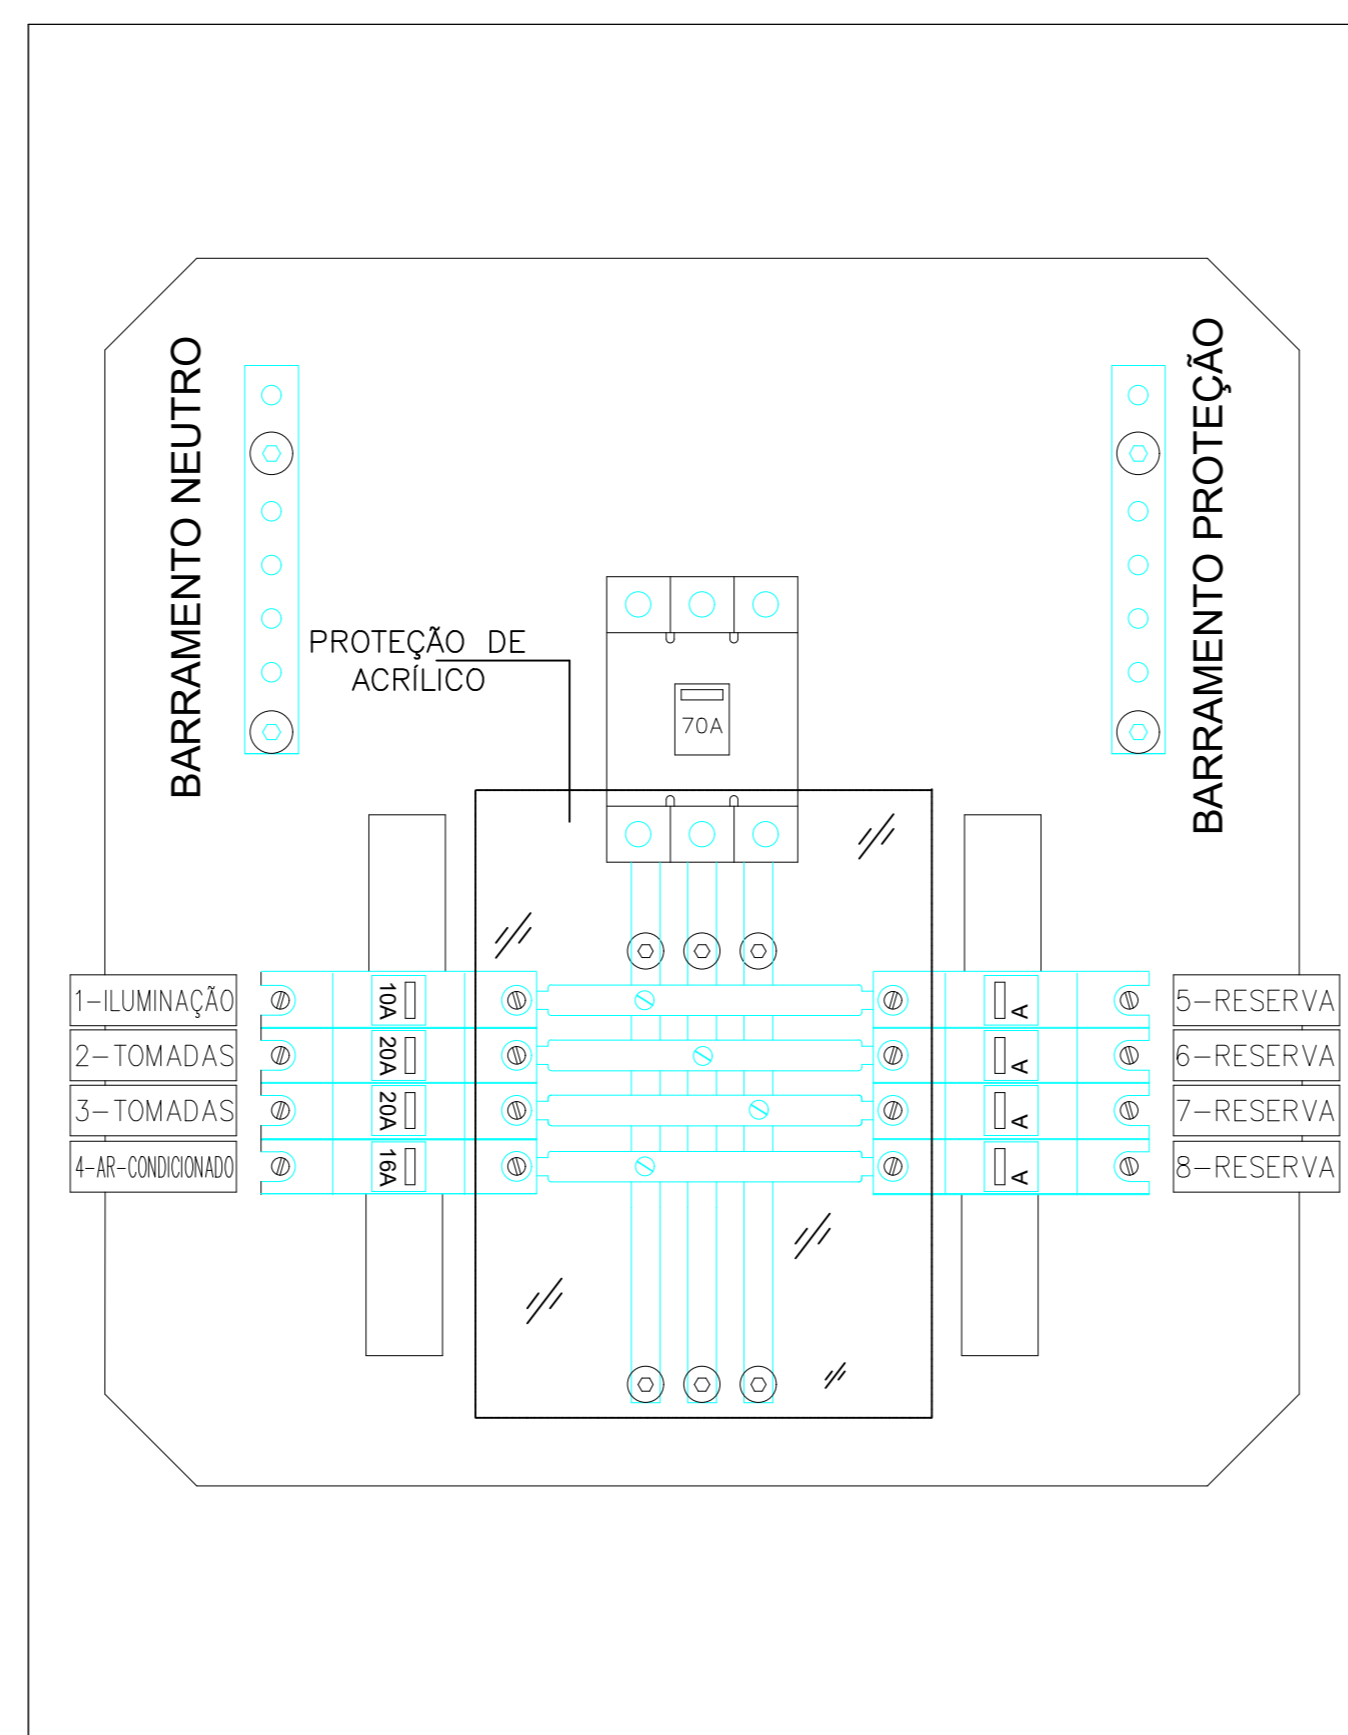 BARRAMENTO NEUTRO
BARRAMENTO PROTEÇÃO
PROTEÇÃO DE
ACRÍLICO
70A
1-ILUMINAÇÃO
10A
A
5-RESERVA
2-TOMADAS
20A
A
6-RESERVA
3-TOMADAS
20A
A
7-RESERVA
4-AR-CONDICIONADO
16A
A
8-RESERVA